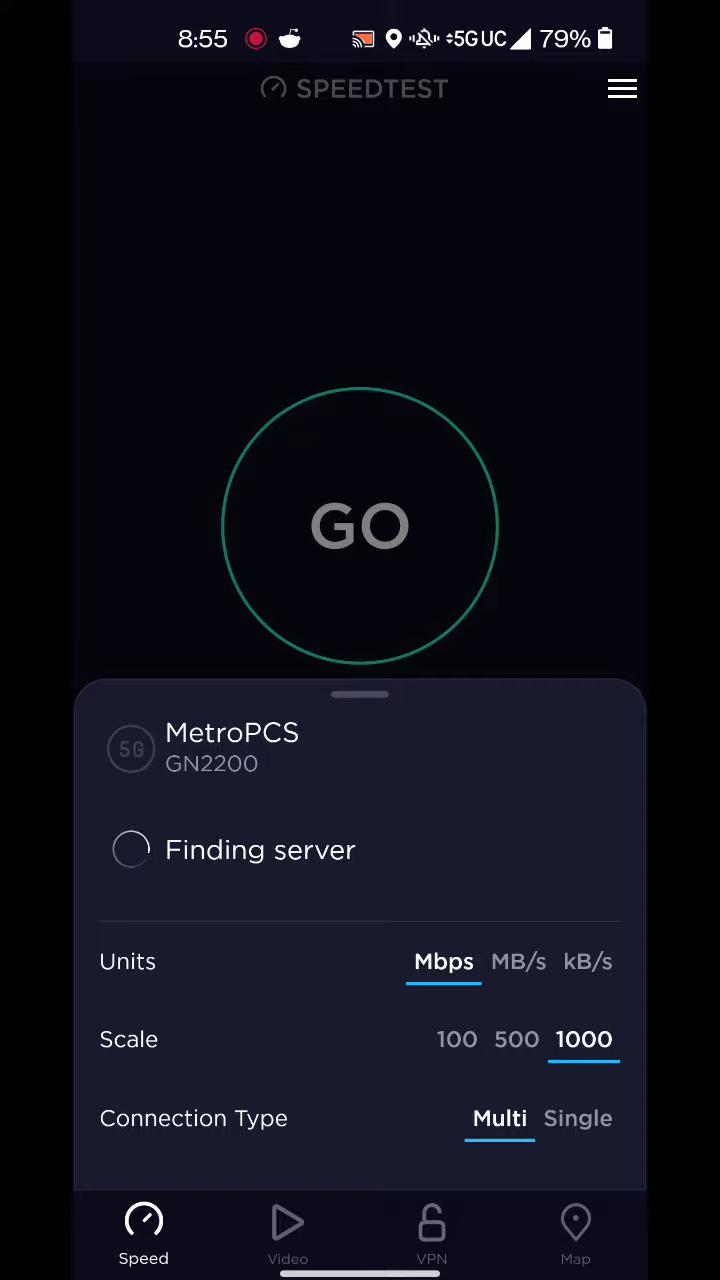 8:55 5G UC 79%
SPEEDTEST
GO
5G MetroPCS
GN2200
Finding server
Units Mbps MB/s kB/s
Scale 100 500 1000
Connection Type Multi Single
Speed Video VPN Map